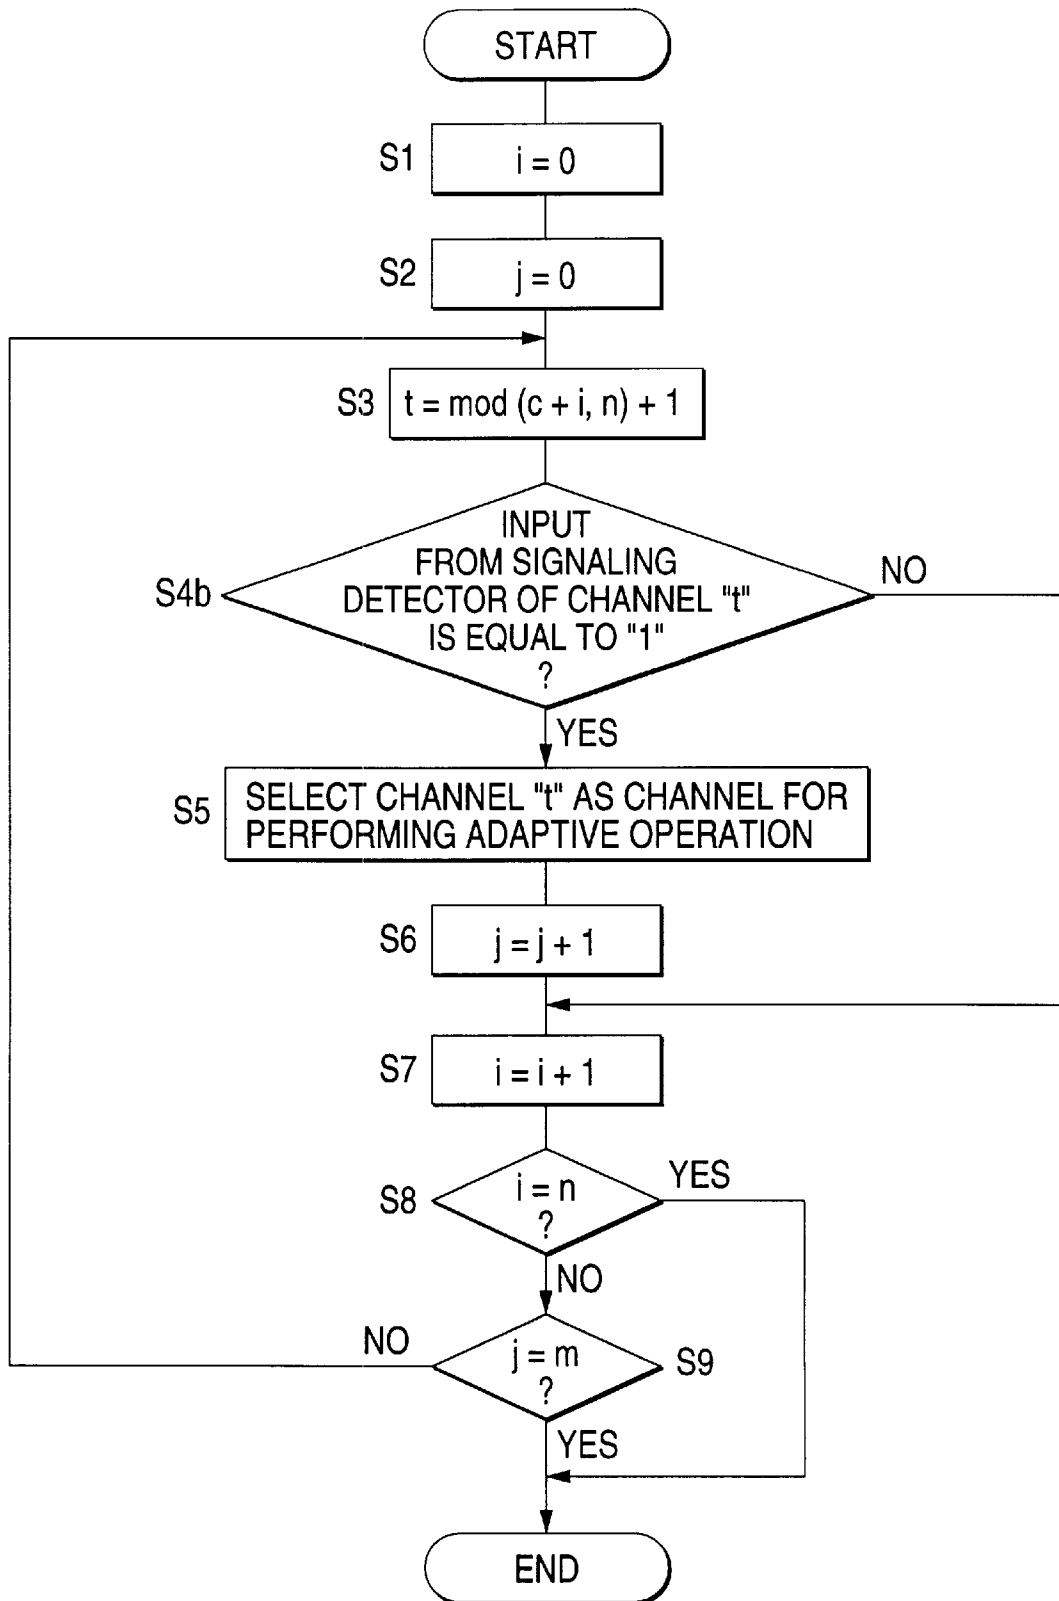 START
S1
i = 0
S2
j = 0
S3
t = mod (c + i, n) + 1
S4b
INPUT
FROM SIGNALING
DETECTOR OF CHANNEL "t"
IS EQUAL TO "1"
?
NO
YES
S5
SELECT CHANNEL "t" AS CHANNEL FOR
PERFORMING ADAPTIVE OPERATION
S6
j = j + 1
S7
i = i + 1
S8
i = n
?
YES
NO
NO
j = m
?
S9
YES
END